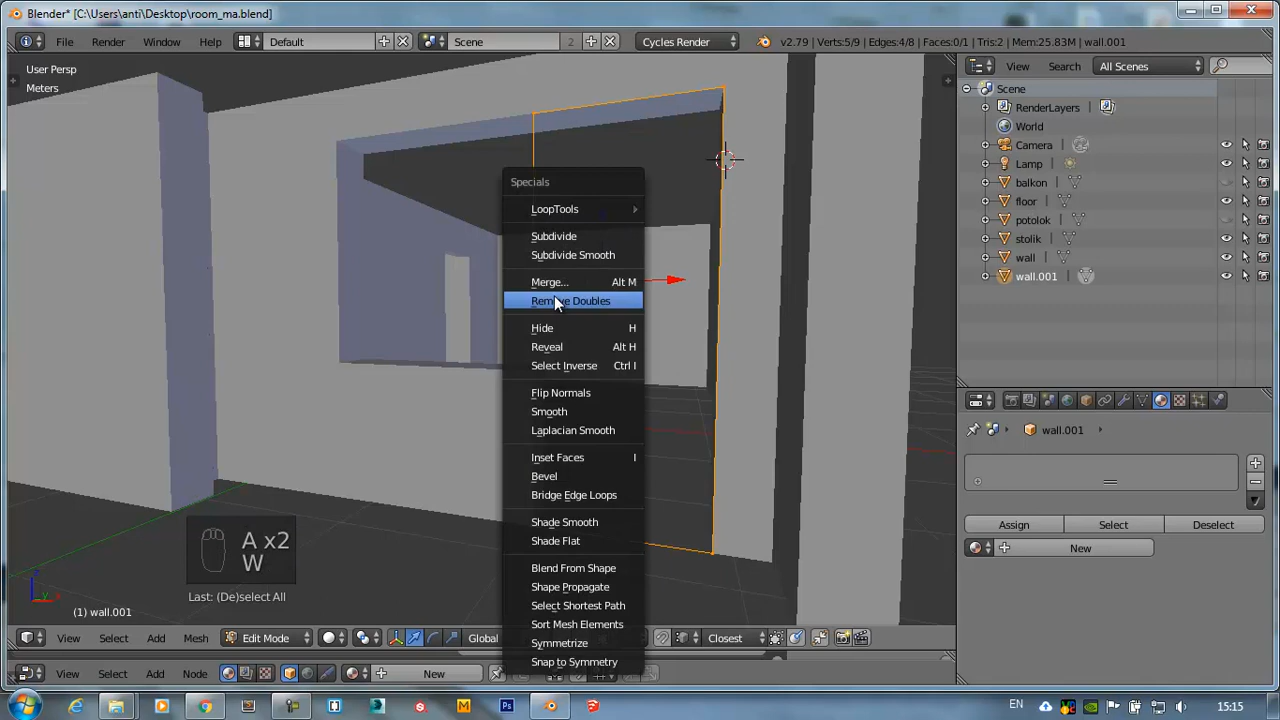 Blender* [C:\Users\anti\Desktop\room_ma.blend]
File Render Window Help Default Scene 2 Cycles Render v2.79 | Verts:5/9 | Edges:4/8 | Faces:0/1 | Tris:2 | Mem:25.83M | wall.001
User Persp
Meters
View Search All Scenes
Scene
RenderLayers
World
Camera
Lamp
balkon
floor
potolok
stolik
wall
wall.001
Specials
LoopTools
Subdivide
Subdivide Smooth
Merge... Alt M
Remove Doubles
Hide H
Reveal Alt H
Select Inverse Ctrl I
Flip Normals
Smooth
Laplacian Smooth
Inset Faces I
Bevel
Bridge Edge Loops
Shade Smooth
Shade Flat
Blend From Shape
Shape Propagate
Select Shortest Path
Sort Mesh Elements
Symmetrize
Snap to Symmetry
wall.001
Assign Select Deselect
New
A x2
W
Last: (De)select All
z
y
(1) wall.001
View Select Add Mesh Edit Mode Global Closest
View Select Add Node New
EN 15:15